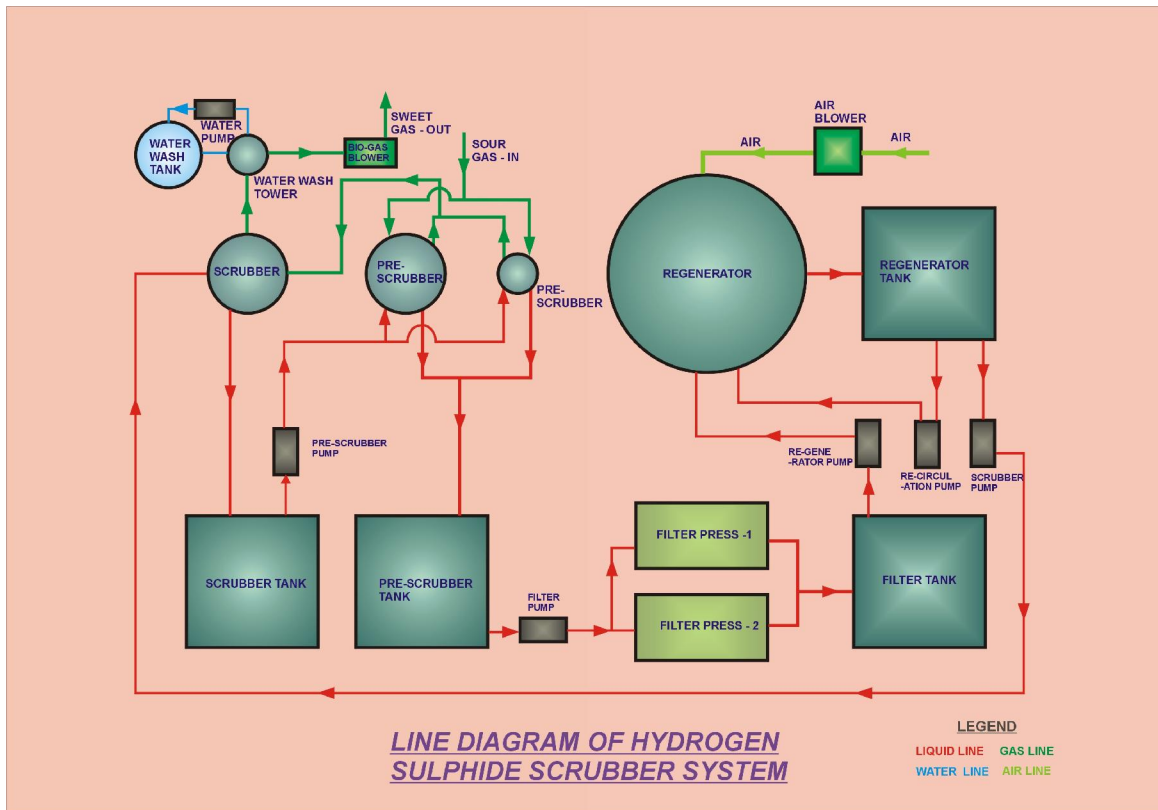 WATER
PUMP
WATER
WASH
TANK
WATER WASH
TOWER
BIO-GAS
BLOWER
SWEET
GAS - OUT
SOUR
GAS - IN
AIR
BLOWER
AIR
AIR
SCRUBBER
PRE-
SCRUBBER
PRE-
SCRUBBER
REGENERATOR
REGENERATOR
TANK
PRE-SCRUBBER
PUMP
RE-GENE
-RATOR PUMP
RE-CIRCUL
-ATION PUMP
SCRUBBER
PUMP
SCRUBBER TANK
PRE-SCRUBBER
TANK
FILTER
PUMP
FILTER PRESS -1
FILTER PRESS - 2
FILTER TANK
LINE DIAGRAM OF HYDROGEN
SULPHIDE SCRUBBER SYSTEM
LEGEND
LIQUID LINE GAS LINE
WATER LINE AIR LINE